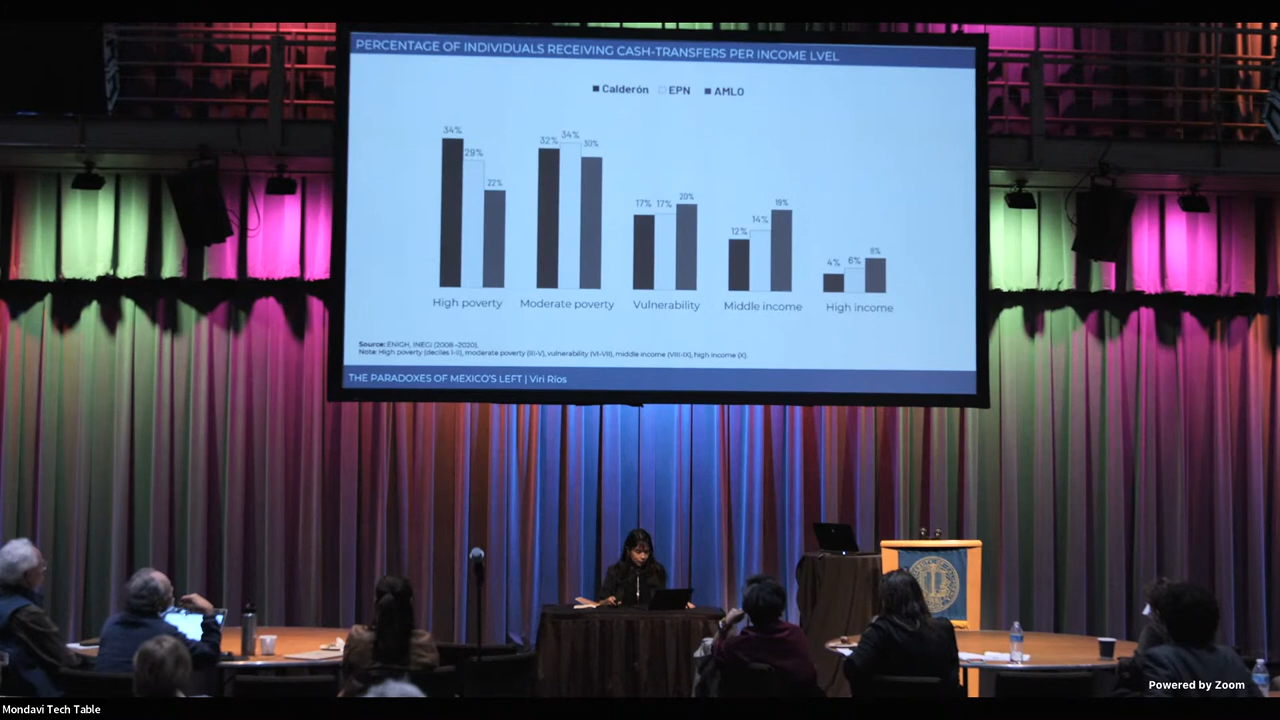 PERCENTAGE OF INDIVIDUALS RECEIVING CASH-TRANSFERS PER INCOME LVEL
Calderón EPN AMLO
34% 29% 22%
32% 34% 30%
17% 17% 20%
12% 14% 19%
4% 6% 8%
High poverty Moderate poverty Vulnerability Middle income High income
Source: ENIGH, INEGI (2008-2020).
Note: High poverty (deciles I-II), moderate poverty (III-V), vulnerability (VI-VII), middle income (VIII-IX), high income (X).
THE PARADOXES OF MEXICO'S LEFT | Viri Ríos
Powered by Zoom
Mondavi Tech Table